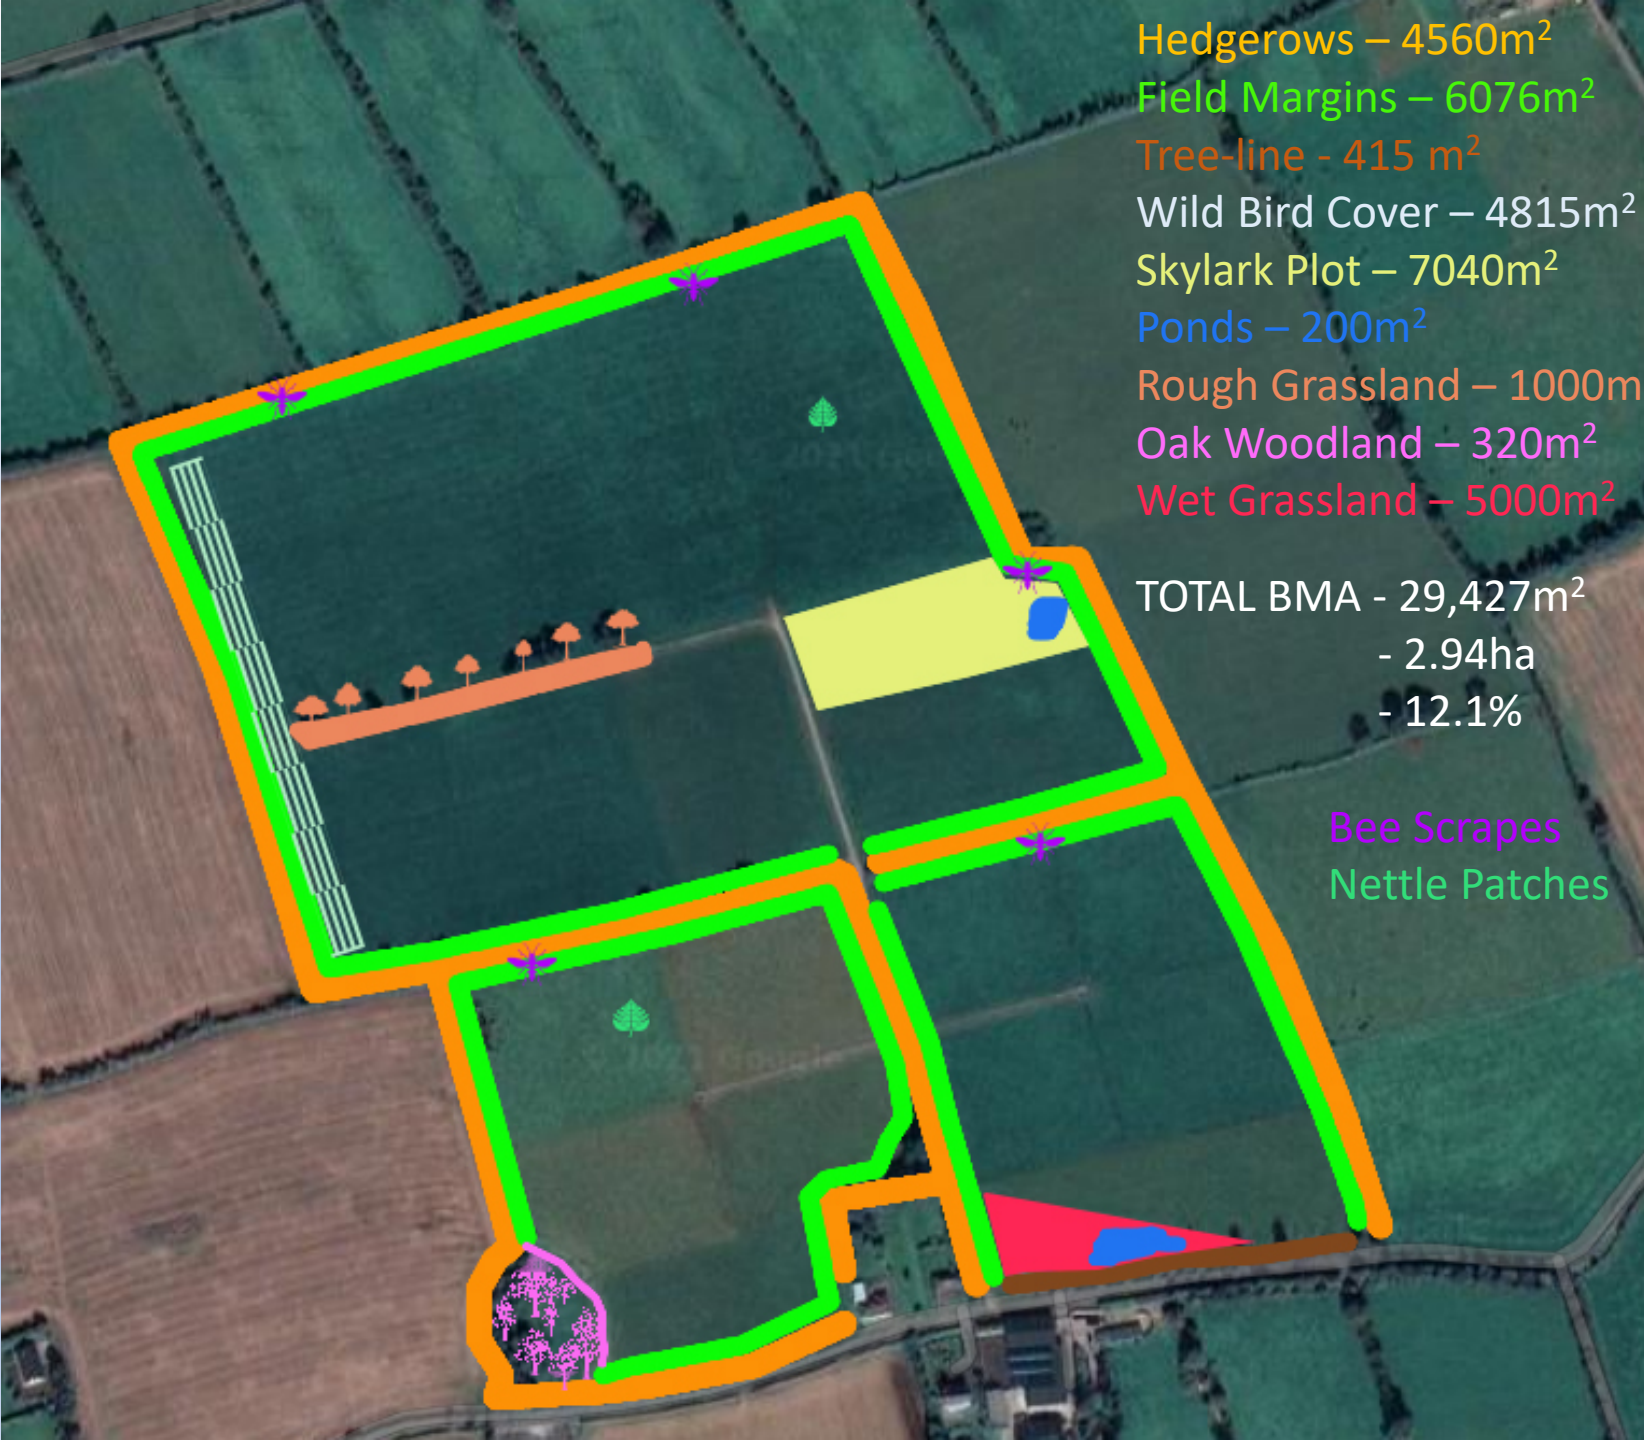 Hedgerows – 4560m²
Field Margins – 6076m²
Tree-line - 415 m²
Wild Bird Cover – 4815m²
Skylark Plot – 7040m²
Ponds – 200m²
Rough Grassland – 1000m
Oak Woodland – 320m²
Wet Grassland – 5000m²
TOTAL BMA - 29,427m²
- 2.94ha
- 12.1%
Bee Scrapes
Nettle Patches
© 2021 Google